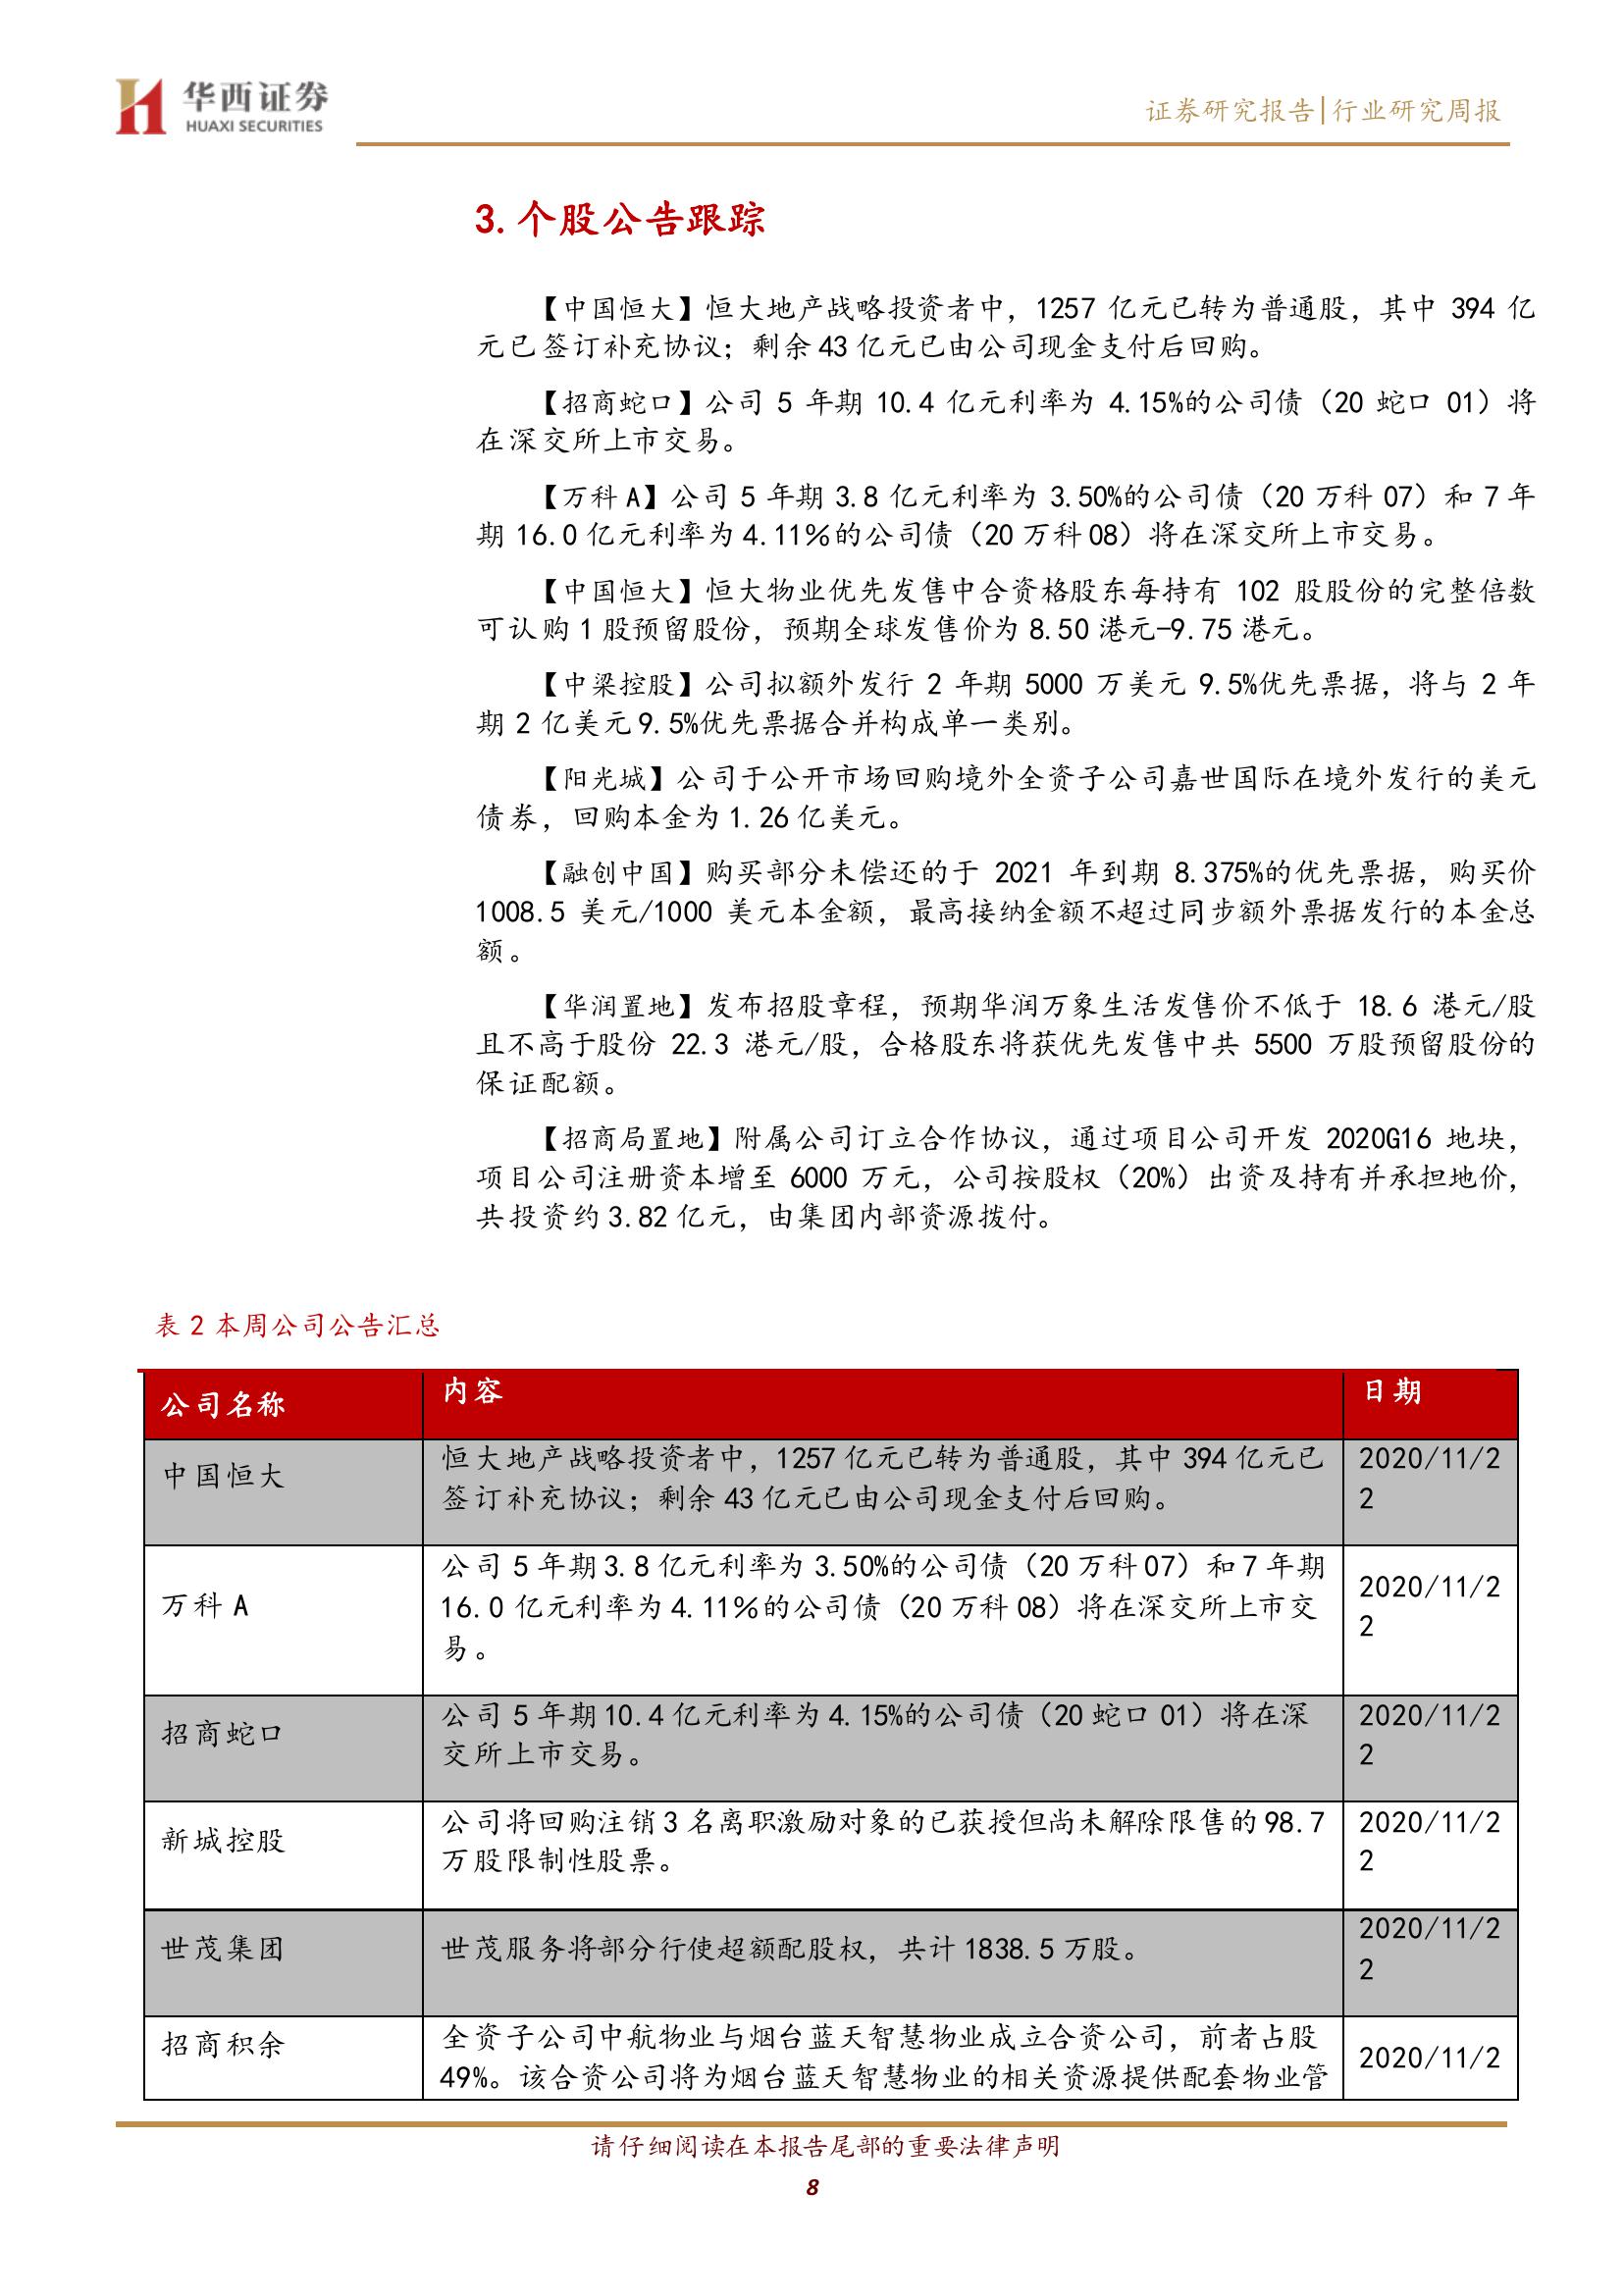 华西证券
HUAXI SECURITIES
证券研究报告|行业研究周报
3.个股公告跟踪
【中国恒大】恒大地产战略投资者中，1257 亿元已转为普通股，其中 394 亿
元已签订补充协议；剩余 43 亿元已由公司现金支付后回购。
【招商蛇口】公司 5 年期 10.4 亿元利率为 4.15%的公司债（20 蛇口 01）将
在深交所上市交易。
【万科 A】公司 5 年期 3.8 亿元利率为 3.50%的公司债（20 万科 07）和 7 年
期 16.0 亿元利率为 4.11％的公司债（20 万科 08）将在深交所上市交易。
【中国恒大】恒大物业优先发售中合资格股东每持有 102 股股份的完整倍数
可认购 1 股预留股份，预期全球发售价为 8.50 港元-9.75 港元。
【中梁控股】公司拟额外发行 2 年期 5000 万美元 9.5%优先票据，将与 2 年
期 2 亿美元 9.5%优先票据合并构成单一类别。
【阳光城】公司于公开市场回购境外全资子公司嘉世国际在境外发行的美元
债券，回购本金为 1.26 亿美元。
【融创中国】购买部分未偿还的于 2021 年到期 8.375%的优先票据，购买价
1008.5 美元/1000 美元本金额，最高接纳金额不超过同步额外票据发行的本金总
额。
【华润置地】发布招股章程，预期华润万象生活发售价不低于 18.6 港元/股
且不高于股份 22.3 港元/股，合格股东将获优先发售中共 5500 万股预留股份的
保证配额。
【招商局置地】附属公司订立合作协议，通过项目公司开发 2020G16 地块，
项目公司注册资本增至 6000 万元，公司按股权（20%）出资及持有并承担地价，
共投资约 3.82 亿元，由集团内部资源拨付。
表 2 本周公司公告汇总
公司名称 内容 日期
中国恒大 恒大地产战略投资者中，1257 亿元已转为普通股，其中 394 亿元已 2020/11/2
签订补充协议；剩余 43 亿元已由公司现金支付后回购。 2
公司 5 年期 3.8 亿元利率为 3.50%的公司债（20 万科 07）和 7 年期
万科 A 16.0 亿元利率为 4.11％的公司债（20 万科 08）将在深交所上市交 2020/11/2
易。 2
招商蛇口 公司 5 年期 10.4 亿元利率为 4.15%的公司债（20 蛇口 01）将在深 2020/11/2
交所上市交易。 2
新城控股 公司将回购注销 3 名离职激励对象的已获授但尚未解除限售的 98.7 2020/11/2
万股限制性股票。 2
世茂集团 世茂服务将部分行使超额配股权，共计 1838.5 万股。 2020/11/2
2
招商积余 全资子公司中航物业与烟台蓝天智慧物业成立合资公司，前者占股 2020/11/2
49%。该合资公司将为烟台蓝天智慧物业的相关资源提供配套物业管
请仔细阅读在本报告尾部的重要法律声明
8